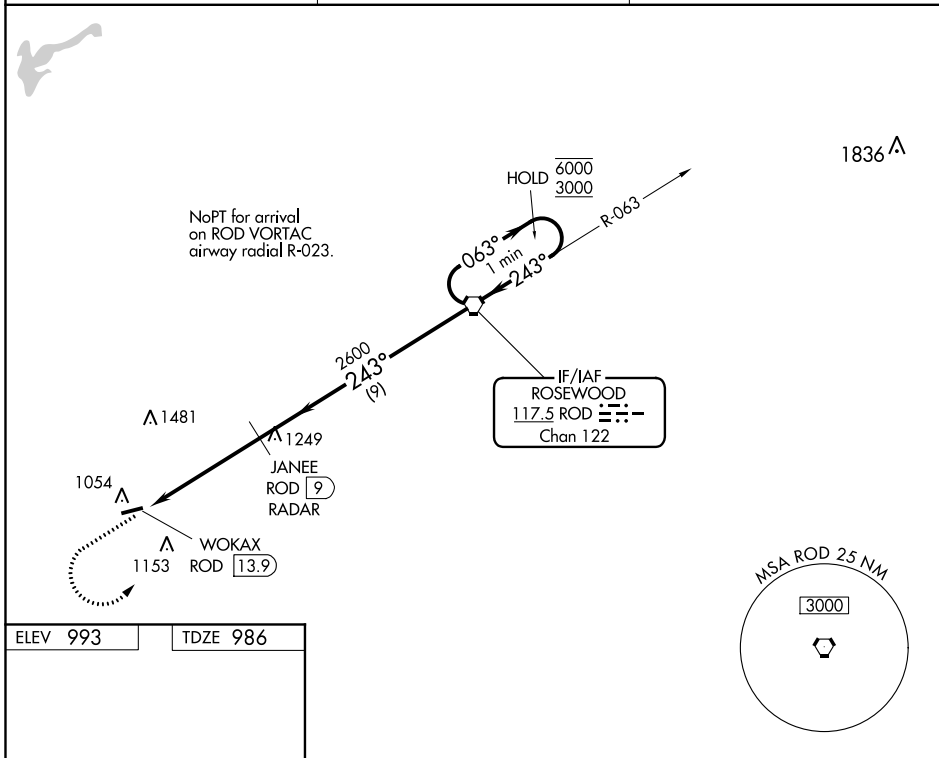 1836
HOLD 6000
3000
R-063
NoPT for arrival
on ROD VORTAC
airway radial R-023.
063°
1 min
243°
2600
243°
(9)
IF/IAF
ROSEWOOD
117.5 ROD
Chan 122
1481
1249
JANEE
ROD 9
RADAR
1054
WOKAX
ROD 13.9
1153
MSA ROD 25 NM
3000
ELEV 993
TDZE 986